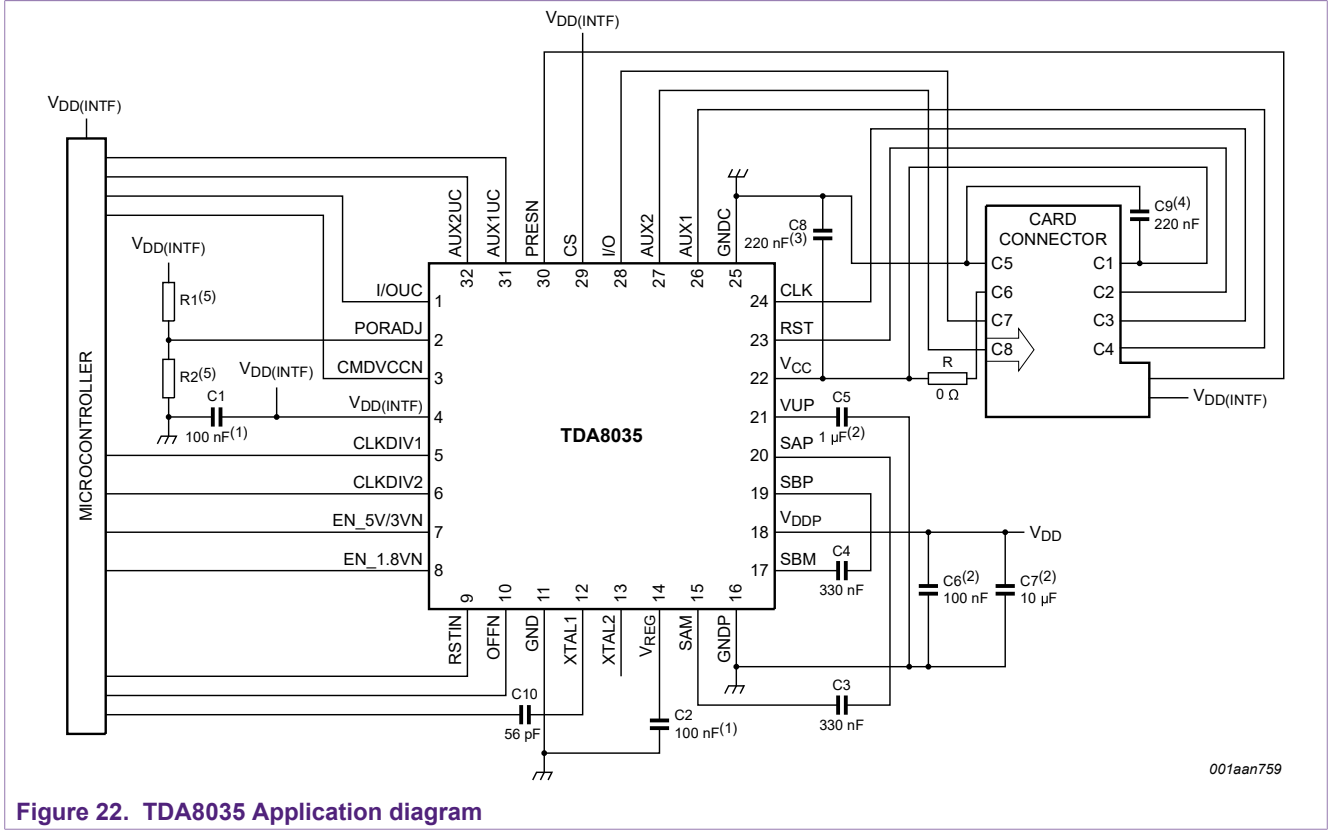 VDD(INTF)
VDD(INTF)
MICROCONTROLLER
VDD(INTF)
R1(5)
R2(5)
VDD(INTF)
C1
100 nF(1)
AUX2UC
AUX1UC
PRESN
CS
I/O
AUX2
AUX1
GNDC
32
31
30
29
28
27
26
25
I/OUC
1
PORADJ
2
CMDVCCN
3
VDD(INTF)
4
CLKDIV1
5
CLKDIV2
6
EN_5V/3VN
7
EN_1.8VN
8
TDA8035
24
CLK
23
RST
22
VCC
21
VUP
20
SAP
19
SBP
18
VDDP
17
SBM
9
10
11
12
13
14
15
16
RSTIN
OFFN
GND
XTAL1
XTAL2
VREG
SAM
GNDP
C8
220 nF(3)
R
0 Ω
C5
1 µF(2)
C4
330 nF
C3
330 nF
C10
56 pF
C2
100 nF(1)
VDD
C6(2)
100 nF
C7(2)
10 µF
C9(4)
220 nF
CARD
CONNECTOR
C5
C1
C6
C2
C7
C3
C8
C4
VDD(INTF)
001aan759
Figure 22. TDA8035 Application diagram